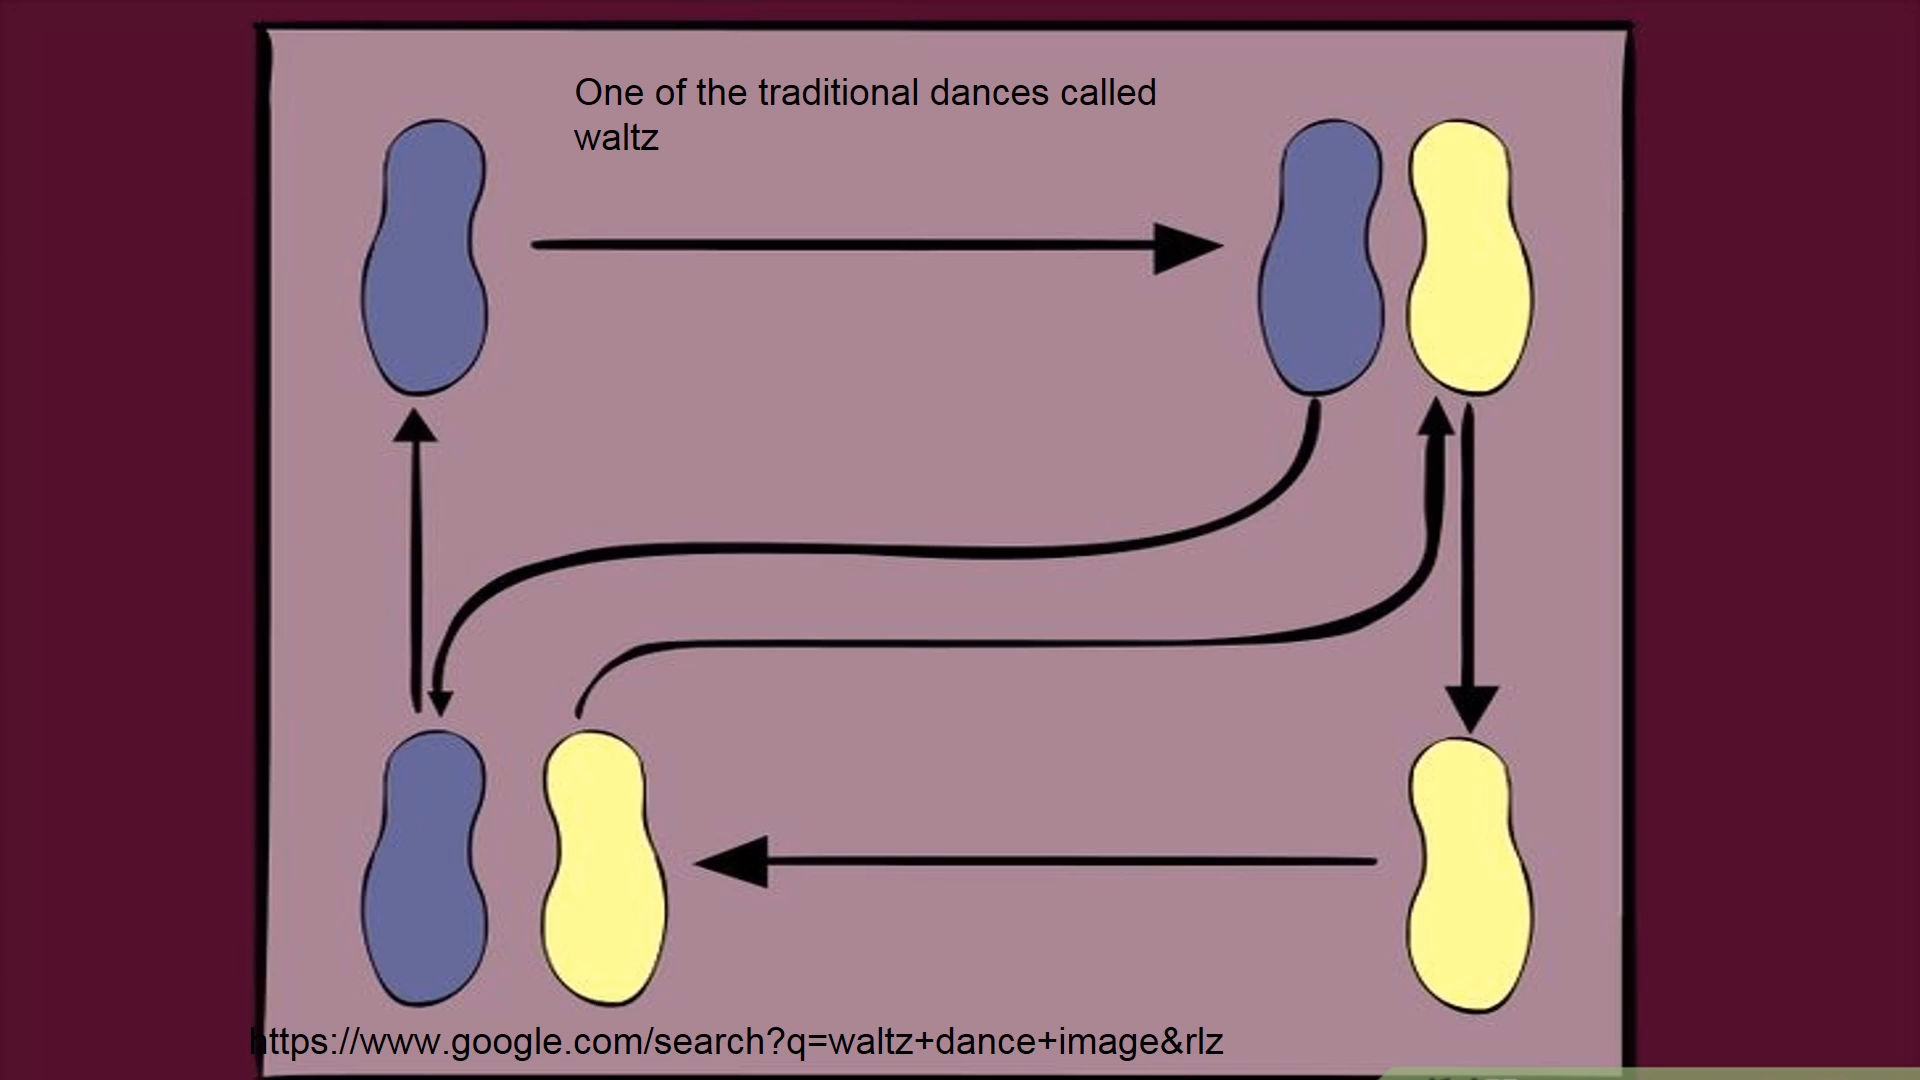 One of the traditional dances called
waltz
https://www.google.com/search?q=waltz+dance+image&rlz